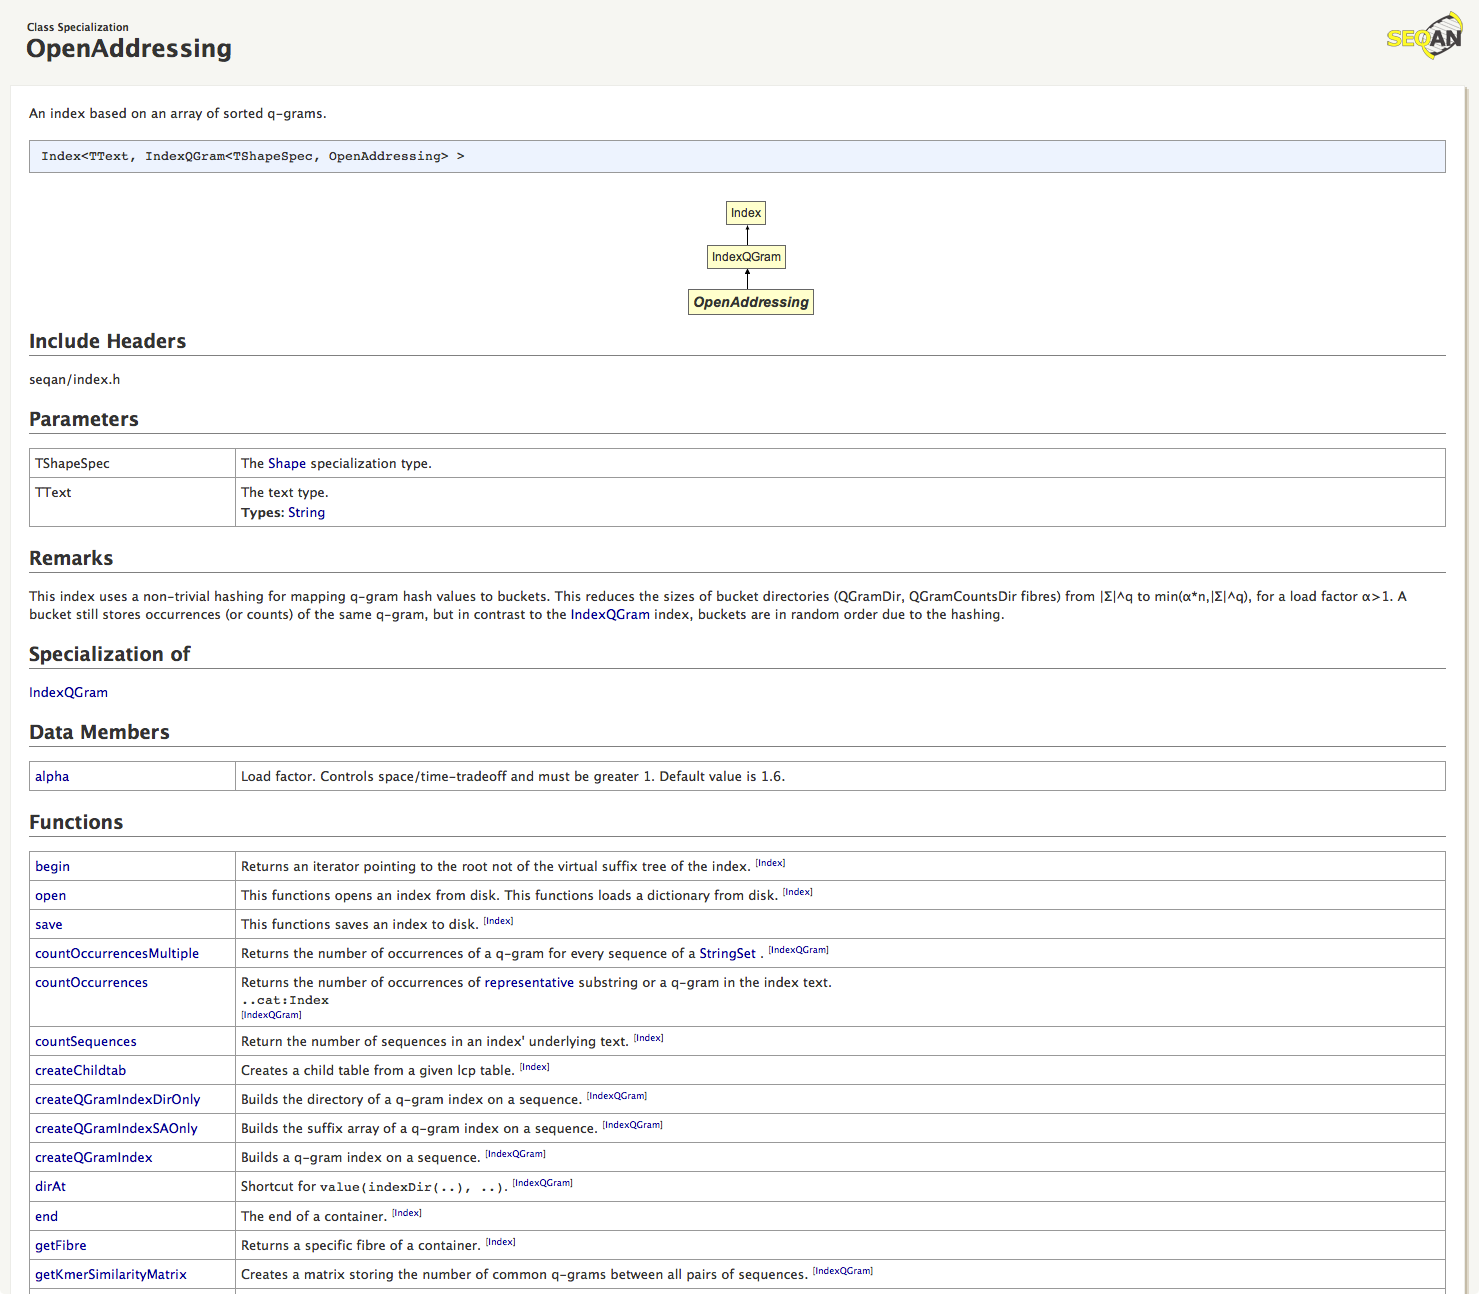 Class Specialization
OpenAddressing
SEQAN
An index based on an array of sorted q-grams.
Index<TText, IndexQGram<TShapeSpec, OpenAddressing> >
Index
IndexQGram
OpenAddressing
Include Headers
seqan/index.h
Parameters
TShapeSpec The Shape specialization type.
TText The text type.
Types: String
Remarks
This index uses a non-trivial hashing for mapping q-gram hash values to buckets. This reduces the sizes of bucket directories (QGramDir, QGramCountsDir fibres) from |Σ|^q to min(α*n,|Σ|^q), for a load factor α>1. A
bucket still stores occurrences (or counts) of the same q-gram, but in contrast to the IndexQGram index, buckets are in random order due to the hashing.
Specialization of
IndexQGram
Data Members
alpha Load factor. Controls space/time-tradeoff and must be greater 1. Default value is 1.6.
Functions
begin Returns an iterator pointing to the root not of the virtual suffix tree of the index. [Index]
open This functions opens an index from disk. This functions loads a dictionary from disk. [Index]
save This functions saves an index to disk. [Index]
countOccurrencesMultiple Returns the number of occurrences of a q-gram for every sequence of a StringSet . [IndexQGram]
countOccurrences Returns the number of occurrences of representative substring or a q-gram in the index text.
..cat:Index
[IndexQGram]
countSequences Return the number of sequences in an index' underlying text. [Index]
createChildtab Creates a child table from a given lcp table. [Index]
createQGramIndexDirOnly Builds the directory of a q-gram index on a sequence. [IndexQGram]
createQGramIndexSAOnly Builds the suffix array of a q-gram index on a sequence. [IndexQGram]
createQGramIndex Builds a q-gram index on a sequence. [IndexQGram]
dirAt Shortcut for value(indexDir(..), ..). [IndexQGram]
end The end of a container. [Index]
getFibre Returns a specific fibre of a container. [Index]
getKmerSimilarityMatrix Creates a matrix storing the number of common q-grams between all pairs of sequences. [IndexQGram]